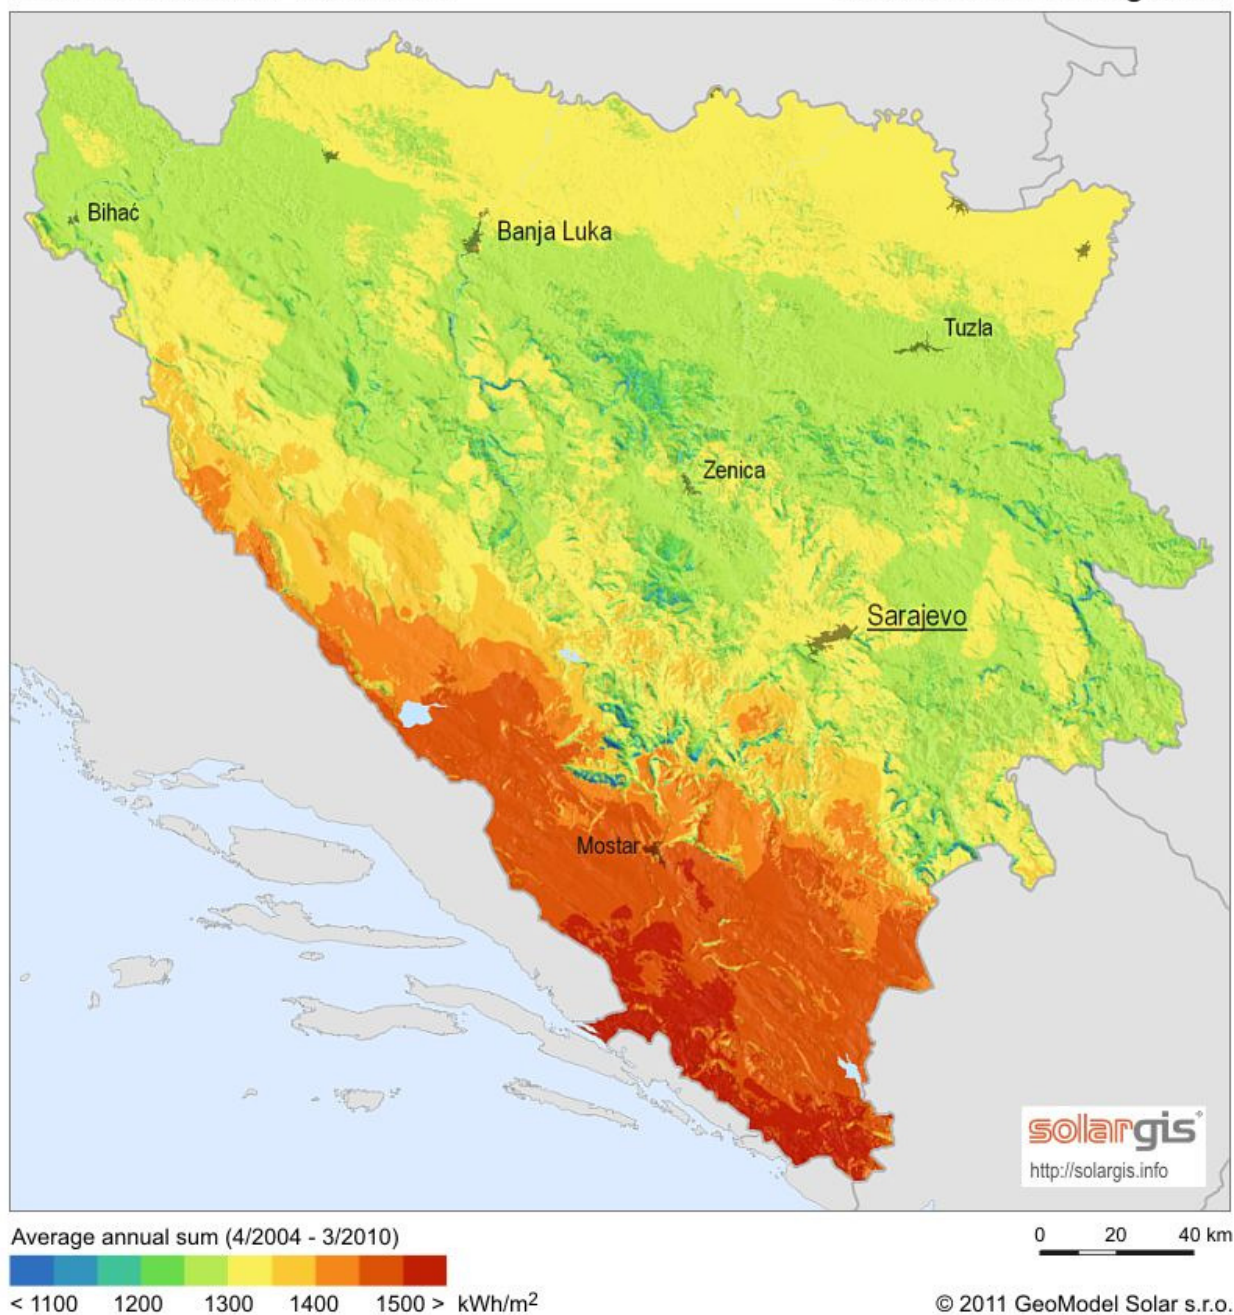 Bihać
Banja Luka
Tuzla
Zenica
Sarajevo
Mostar
solargis
http://solargis.info
Average annual sum (4/2004 - 3/2010)
0 20 40 km
< 1100 1200 1300 1400 1500 > kWh/m²
© 2011 GeoModel Solar s.r.o.